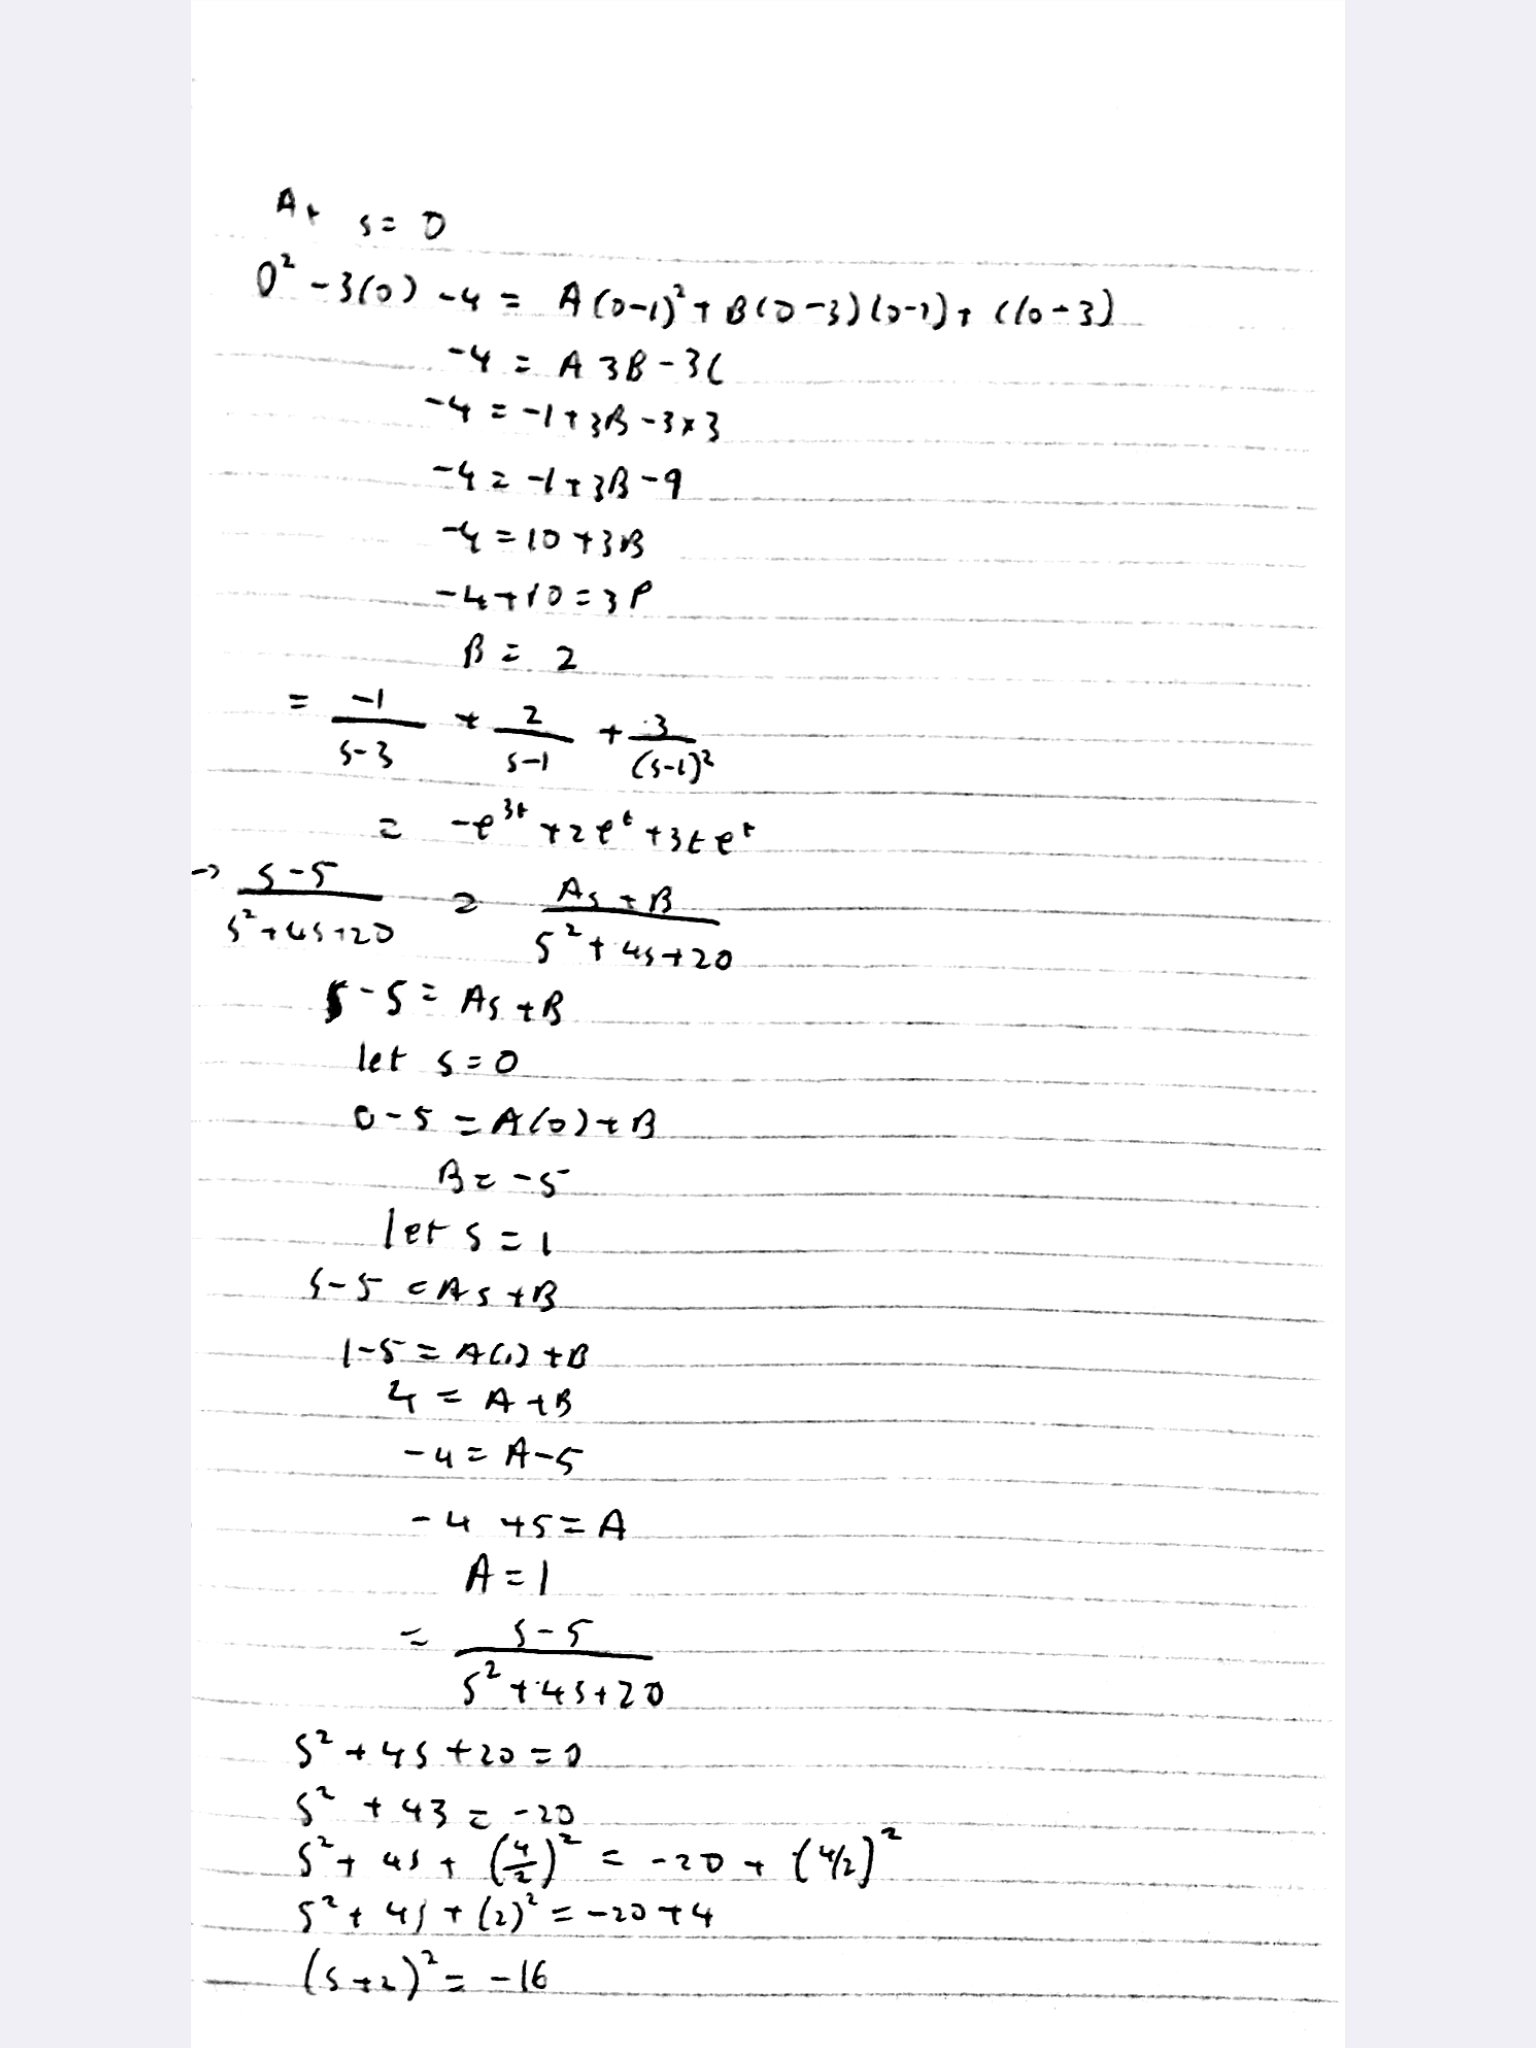 At s = 0
0² - 3(0) - 4 = A(0-1)² + B(0-3)(0-1) + C(0-3)
-4 = A 3B - 3C
-4 = -1 + 3B - 3×3
-4 = -1 + 3B - 9
-4 = 10 + 3B
-4 + 10 = 3B
B = 2
= -1/(s-3) + 2/(s-1) + 3/(s-1)²
= -e^3t + 2e^t + 3te^t
→ (s-5)/(s²+4s+20) = (As+B)/(s²+4s+20)
s-5 = As+B
let s=0
0-5 = A(0)+B
B = -5
let s = 1
s-5 = As+B
1-5 = A(1)+B
4 = A+B
-4 = A-5
-4 +5 = A
A = 1
= (s-5)/(s²+4s+20)
s² + 4s + 20 = 0
s² + 43 = -20
s² + 4s + (4/2)² = -20 + (4/2)²
s² + 4s + (2)² = -20+4
(s+2)² = -16